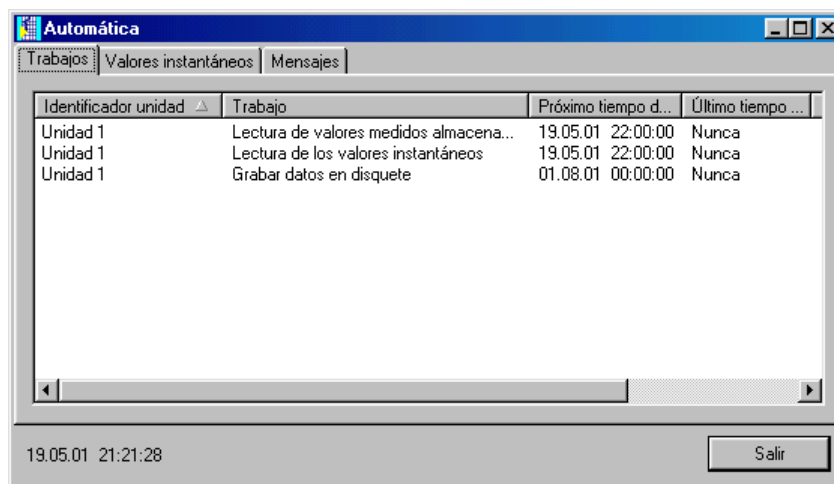 Automática
Trabajos Valores instantáneos Mensajes
Identificador unidad Trabajo Próximo tiempo d... Último tiempo ...
Unidad 1 Lectura de valores medidos almacena... 19.05.01 22:00:00 Nunca
Unidad 1 Lectura de los valores instantáneos 19.05.01 22:00:00 Nunca
Unidad 1 Grabar datos en disquete 01.08.01 00:00:00 Nunca
19.05.01 21:21:28 Salir